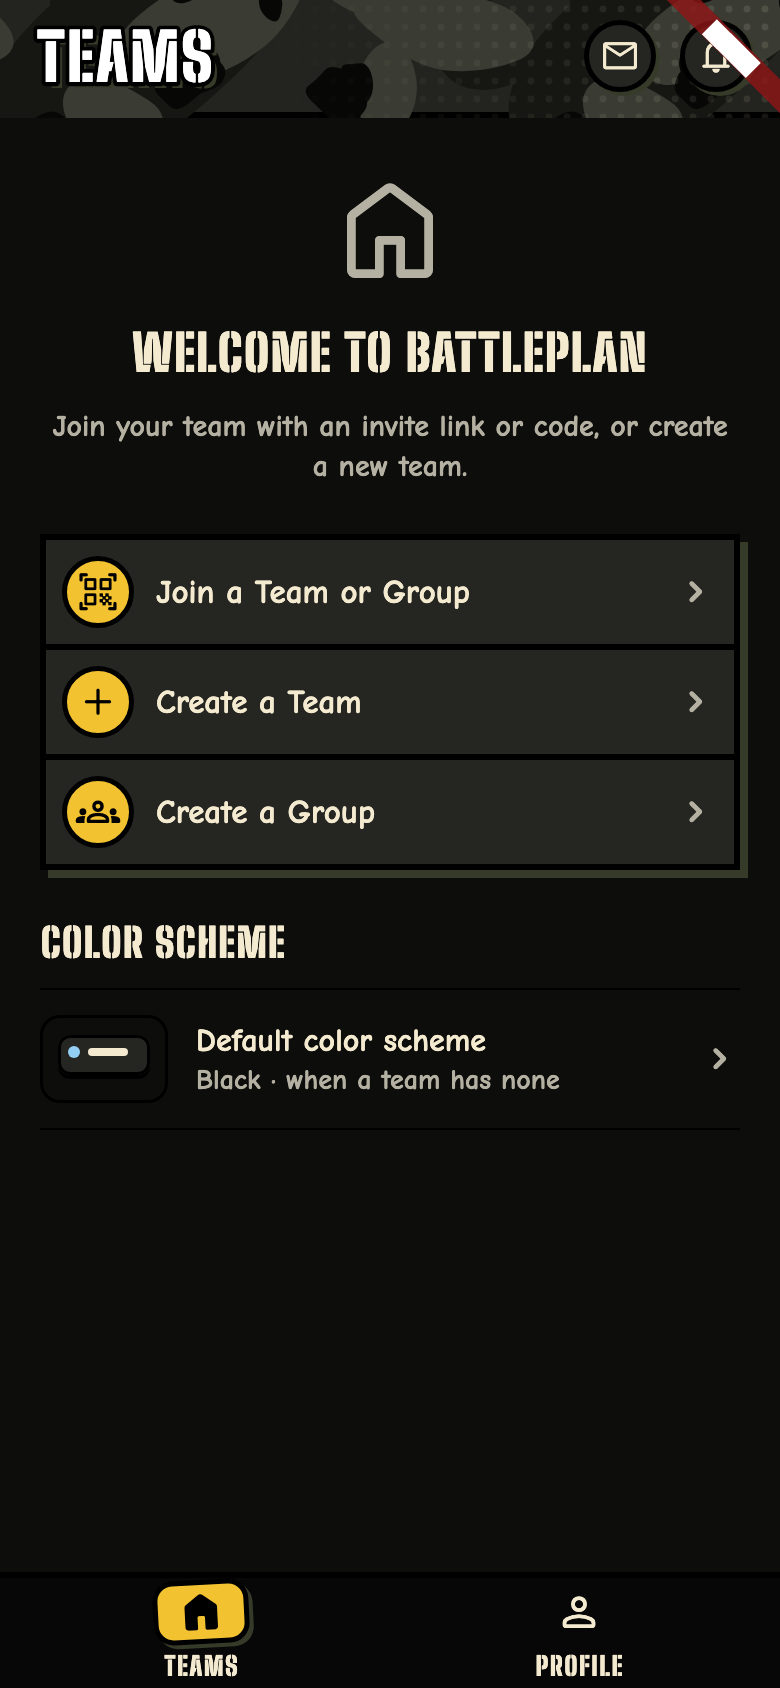 TEAMS
WELCOME TO BATTLEPLAN
Join your team with an invite link or code, or create
a new team.
Join a Team or Group
Create a Team
Create a Group
COLOR SCHEME
Default color scheme
Black · when a team has none
TEAMS
PROFILE